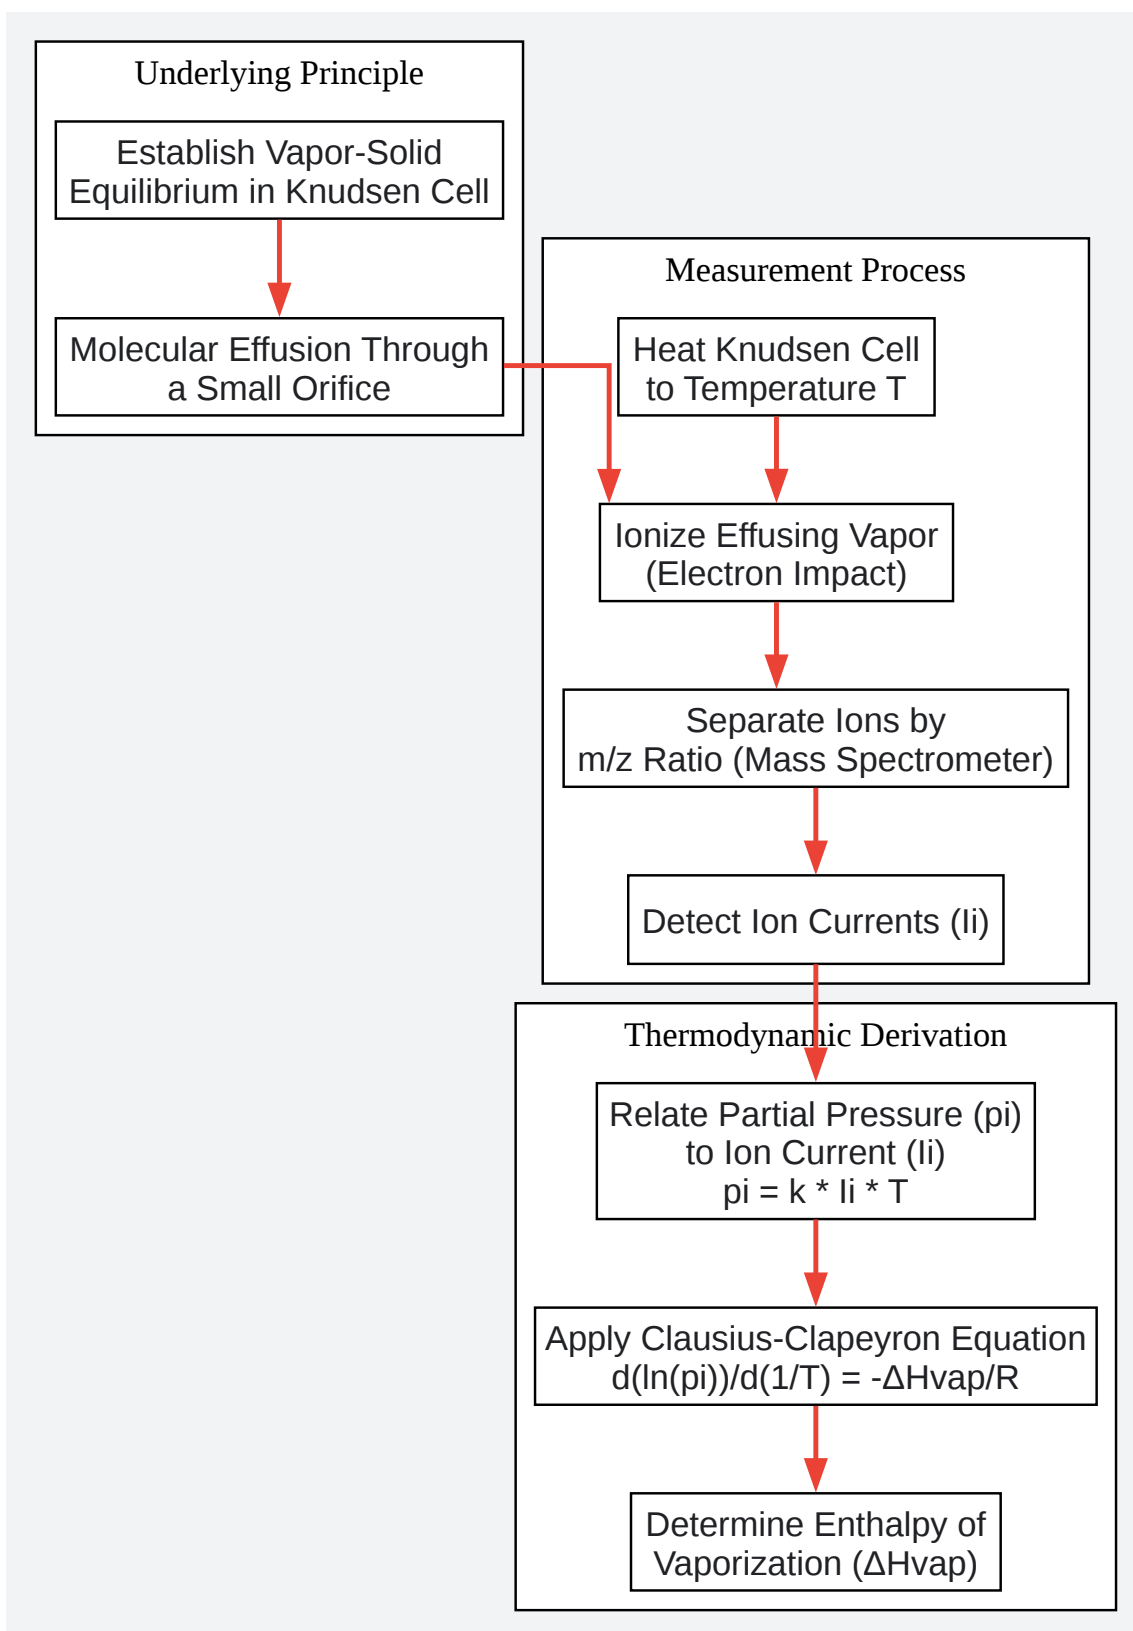 Underlying Principle
Establish Vapor-Solid
Equilibrium in Knudsen Cell
Molecular Effusion Through
a Small Orifice
Measurement Process
Heat Knudsen Cell
to Temperature T
Ionize Effusing Vapor
(Electron Impact)
Separate Ions by
m/z Ratio (Mass Spectrometer)
Detect Ion Currents (Ii)
Thermodynamic Derivation
Relate Partial Pressure (pi)
to Ion Current (Ii)
pi = k * Ii * T
Apply Clausius-Clapeyron Equation
d(ln(pi))/d(1/T) = -ΔHvap/R
Determine Enthalpy of
Vaporization (ΔHvap)